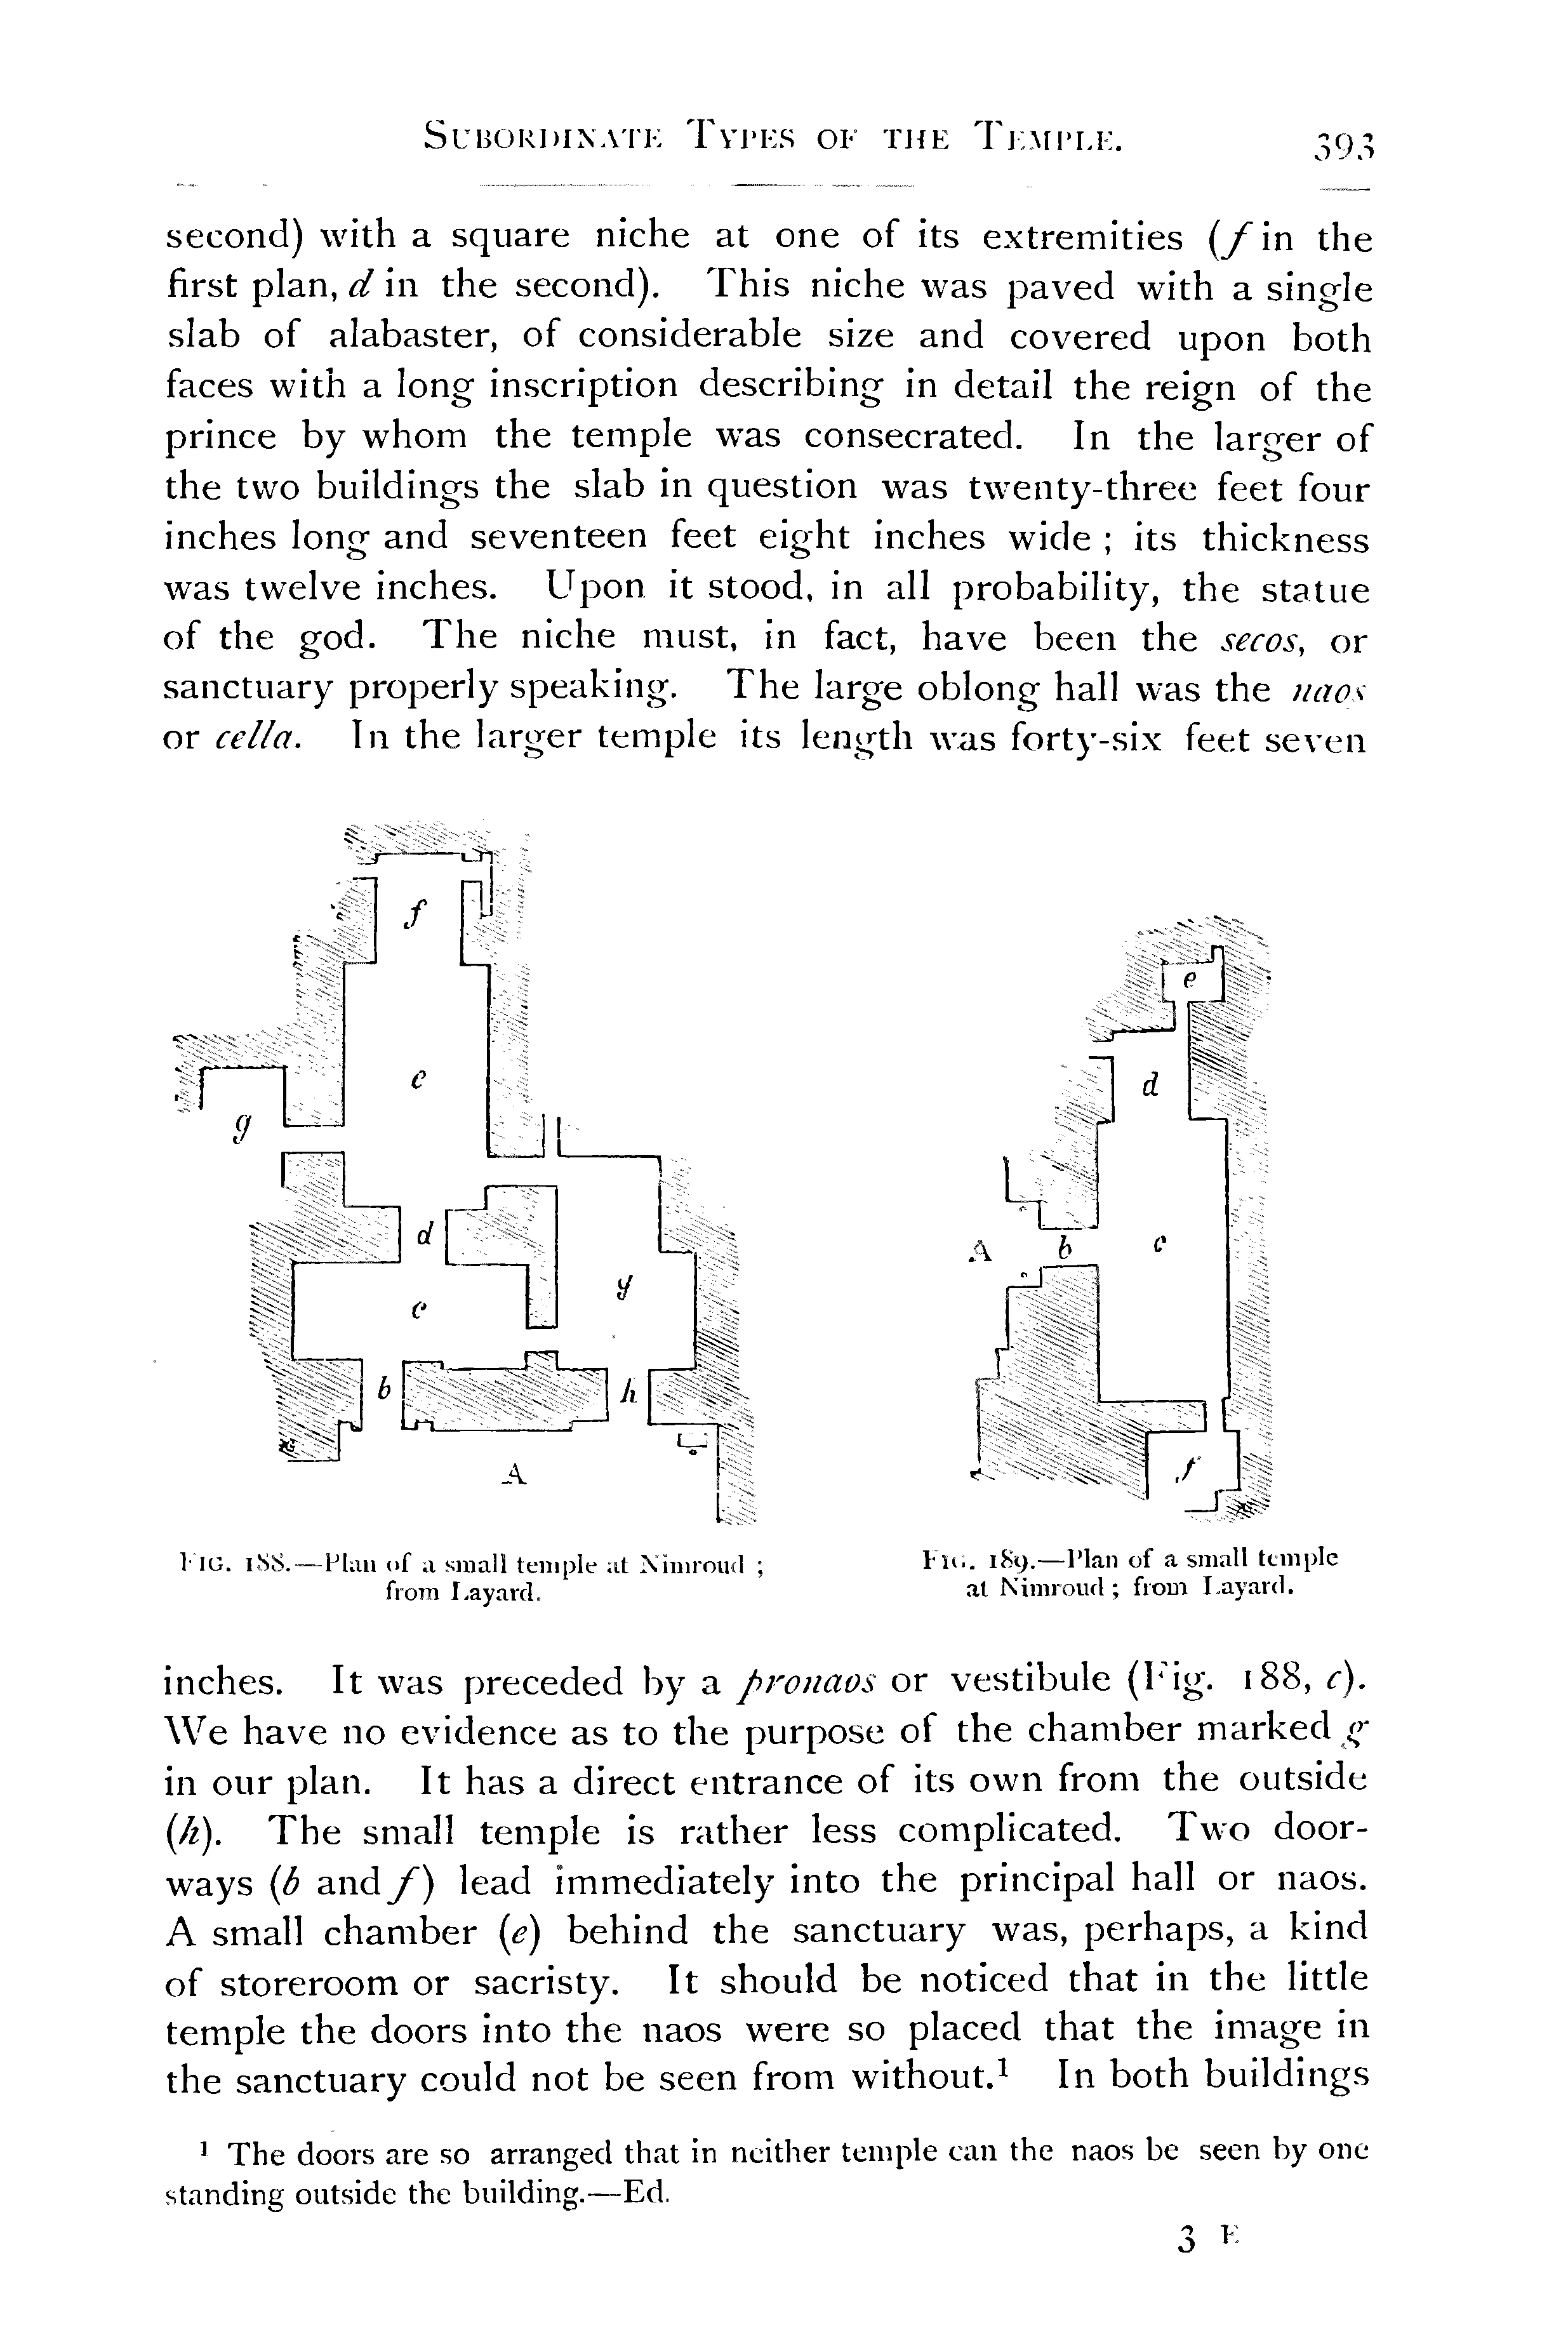 SUBORDINATE TYPES OF THE TEMPLE. 393
second) with a square niche at one of its extremities (f in the
first plan, d in the second). This niche was paved with a single
slab of alabaster, of considerable size and covered upon both
faces with a long inscription describing in detail the reign of the
prince by whom the temple was consecrated. In the larger of
the two buildings the slab in question was twenty-three feet four
inches long and seventeen feet eight inches wide ; its thickness
was twelve inches. Upon it stood, in all probability, the statue
of the god. The niche must, in fact, have been the secos, or
sanctuary properly speaking. The large oblong hall was the naos
or cella. In the larger temple its length was forty-six feet seven
f
e
g
d
c
g
b
h
A
FIG. 188.—Plan of a small temple at Nimroud ;
from Layard.
e
d
A
b
c
f
FIG. 189.—Plan of a small temple
at Nimroud ; from Layard.
inches. It was preceded by a pronaos or vestibule (Fig. 188, c).
We have no evidence as to the purpose of the chamber marked g
in our plan. It has a direct entrance of its own from the outside
(h). The small temple is rather less complicated. Two door-
ways (b and f) lead immediately into the principal hall or naos.
A small chamber (e) behind the sanctuary was, perhaps, a kind
of storeroom or sacristy. It should be noticed that in the little
temple the doors into the naos were so placed that the image in
the sanctuary could not be seen from without.¹ In both buildings
¹ The doors are so arranged that in neither temple can the naos be seen by one
standing outside the building.—Ed.
3 E